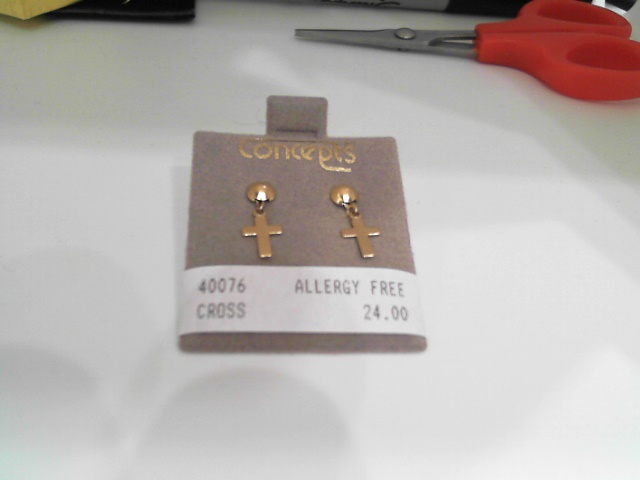 Concepts
40076 ALLERGY FREE
CROSS 24.00